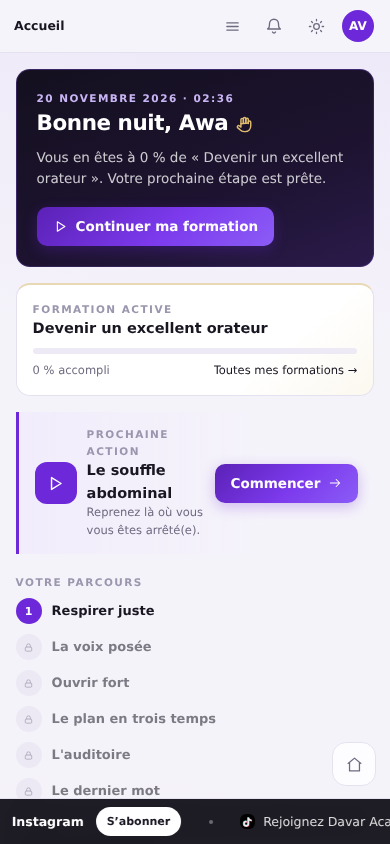 Accueil
AV
20 NOVEMBRE 2026 · 02:36
Bonne nuit, Awa
Vous en êtes à 0 % de « Devenir un excellent
orateur ». Votre prochaine étape est prête.
Continuer ma formation
FORMATION ACTIVE
Devenir un excellent orateur
0 % accompli
Toutes mes formations →
PROCHAINE
ACTION
Le souffle
abdominal
Reprenez là où vous
vous êtes arrêté(e).
Commencer →
VOTRE PARCOURS
1 Respirer juste
La voix posée
Ouvrir fort
Le plan en trois temps
L'auditoire
Le dernier mot
Instagram
S'abonner
•
Rejoignez Davar Aca